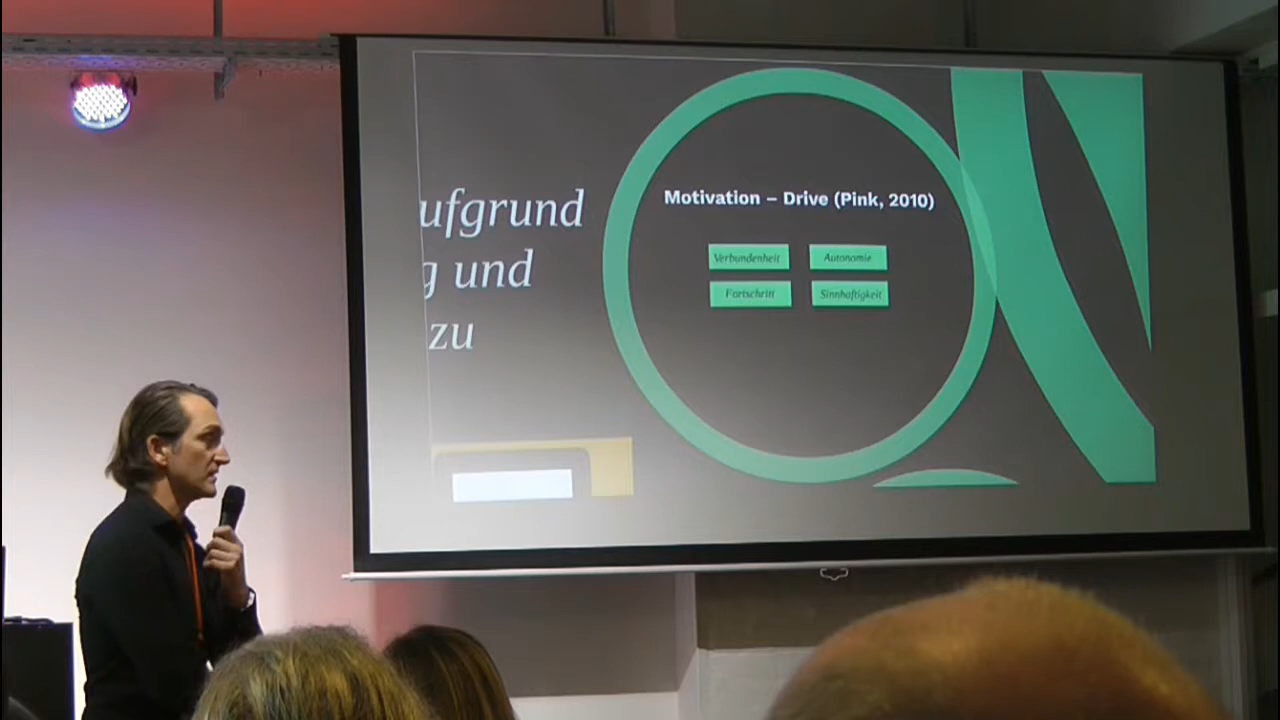 ufgrund
g und
zu
Motivation – Drive (Pink, 2010)
Verbundenheit
Autonomie
Fortschritt
Sinnhaftigkeit